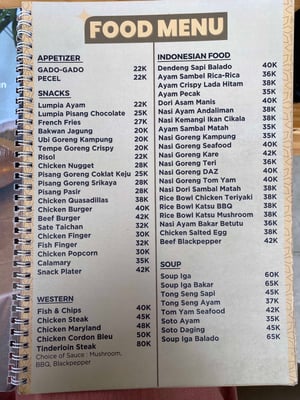 FOOD MENU
APPETIZER
GADO-GADO 22K
PECEL 22K
SNACKS
Lumpia Ayam 22K
Lumpia Pisang Chocolate 25K
French Fries 27K
Bakwan Jagung 20K
Ubi Goreng Kampung 20K
Tempe Goreng Crispy 20K
Risol 22K
Chicken Nugget 28K
Pisang Goreng Coklat Keju 25K
Pisang Goreng Srikaya 28K
Pisang Pasir 28K
Chicken Quasadillas 38K
Chicken Burger 40K
Beef Burger 42K
Sate Taichan 32K
Chicken Finger 30K
Fish Finger 32K
Chicken Popcorn 30K
Calamary 35K
Snack Plater 42K
WESTERN
Fish & Chips 40K
Chicken Steak 45K
Chicken Maryland 48K
Chicken Cordon Bleu 50K
Tinderloin Steak 80K
Choice of Sauce : Mushroom,
BBQ, Blackpepper
INDONESIAN FOOD
Dendeng Sapi Balado 40K
Ayam Sambel Rica-Rica 36K
Ayam Crispy Lada Hitam 38K
Ayam Pecak 35K
Dori Asam Manis 40K
Nasi Ayam Andaliman 38K
Nasi Kemangi Ikan Cikala 38K
Ayam Sambal Matah 35K
Nasi Goreng Kampung 35K
Nasi Goreng Seafood 40K
Nasi Goreng Kare 42K
Nasi Goreng Teri 36K
Nasi Goreng DAZ 40K
Nasi Goreng Tom Yam 40K
Nasi Dori Sambal Matah 38K
Rice Bowl Chicken Teriyaki 38K
Rice Bowl Katsu BBQ 38K
Rice Bowl Katsu Mushroom 38K
Nasi Ayam Bakar Betutu 36K
Chicken Salted Egg 38K
Beef Blackpepper 42K
SOUP
Soup Iga 60K
Soup Iga Bakar 65K
Tong Seng Sapi 45K
Tong Seng Ayam 37K
Tom Yam Seafood 42K
Soto Ayam 35K
Soto Daging 45K
Soup Iga Balado 65K